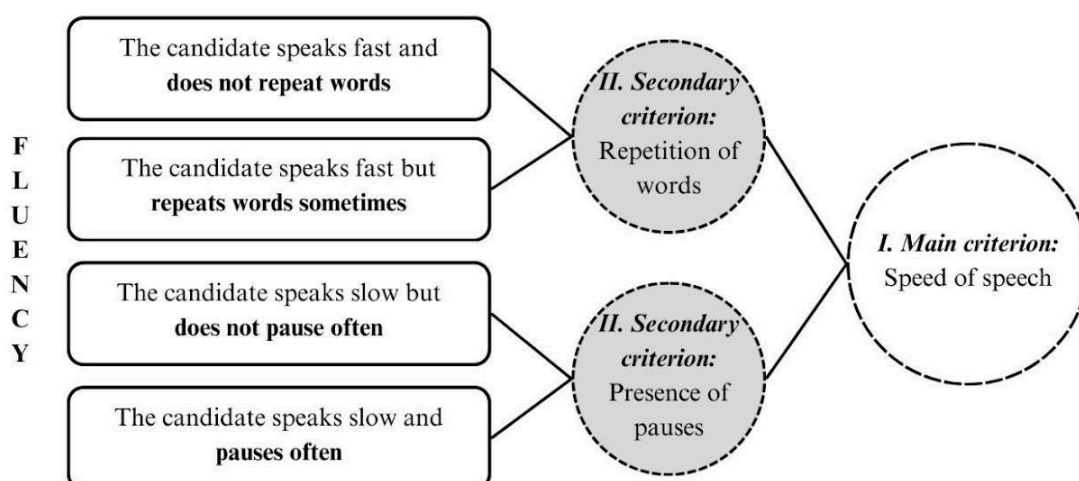 The candidate speaks fast and
does not repeat words
The candidate speaks fast but
repeats words sometimes
The candidate speaks slow but
does not pause often
The candidate speaks slow and
pauses often
FLUENCY
II. Secondary
criterion:
Repetition of
words
II. Secondary
criterion:
Presence of
pauses
I. Main criterion:
Speed of speech